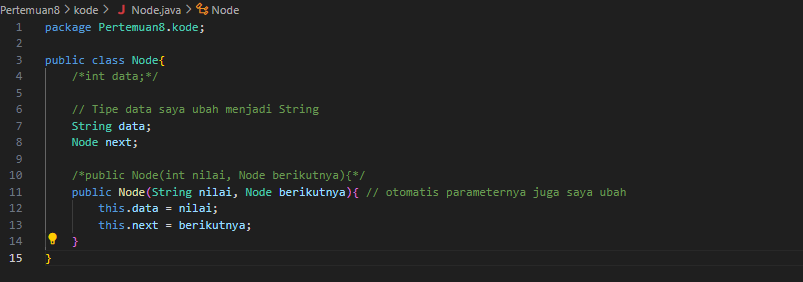 Pertemuan8 > kode > J Node.java > Node
1 package Pertemuan8.kode;
2
3 public class Node{
4 /*int data;*/
5
6 // Tipe data saya ubah menjadi String
7 String data;
8 Node next;
9
10 /*public Node(int nilai, Node berikutnya){*/
11 public Node(String nilai, Node berikutnya){ // otomatis parameternya juga saya ubah
12 this.data = nilai;
13 this.next = berikutnya;
14 }
15 }